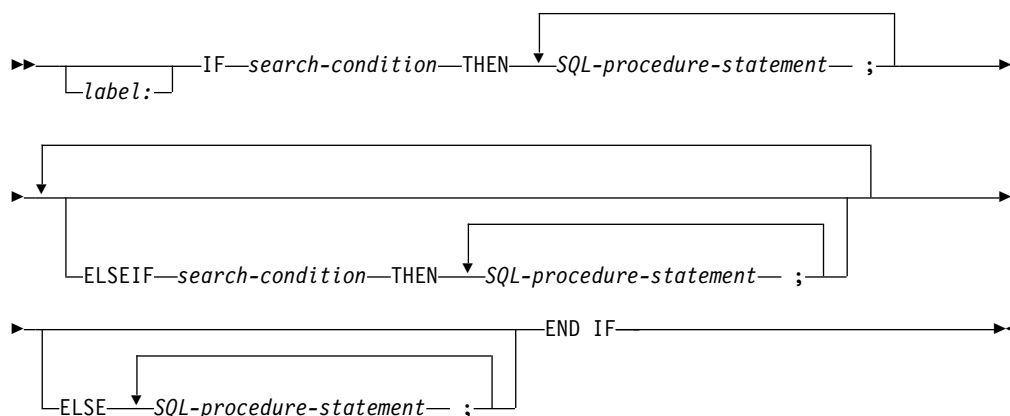 IF search-condition THEN SQL-procedure-statement ;
label:
ELSEIF search-condition THEN SQL-procedure-statement ;
END IF
ELSE SQL-procedure-statement ;